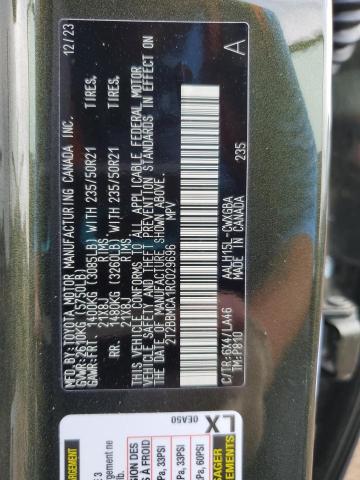 MFD. BY: TOYOTA MOTOR MANUFACTURING CANADA INC. 12/23
GVWR: 2610KG (5750LB)
GAWR: FRT. 1400KG (3085LB) WITH 235/50R21 TIRES,
21X8J RIMS
RR. 1480KG (3260LB) WITH 235/50R21 TIRES,
21X8J RIMS
THIS VEHICLE CONFORMS TO ALL APPLICABLE FEDERAL MOTOR
VEHICLE SAFETY AND THEFT PREVENTION STANDARDS IN EFFECT ON
THE DATE OF MANUFACTURE SHOWN ABOVE.
2T2BBMCA1RC029696 MPV
A
C/TR: 6X4/LA46 AALH15L-CWXGBA 235
TM: P810 MADE IN CANADA
LX
0EA50